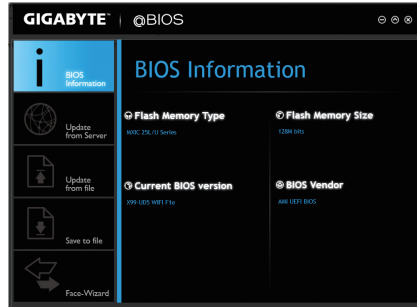 GIGABYTE™ @BIOS
BIOS Information
BIOS
Information
Flash Memory Type
MXIC 25L/U Series
Flash Memory Size
128M bits
Update
from Server
Update
from file
Current BIOS version
X99-UD5 WIFI F1e
BIOS Vendor
AMI UEFI BIOS
Save to file
Face-Wizard